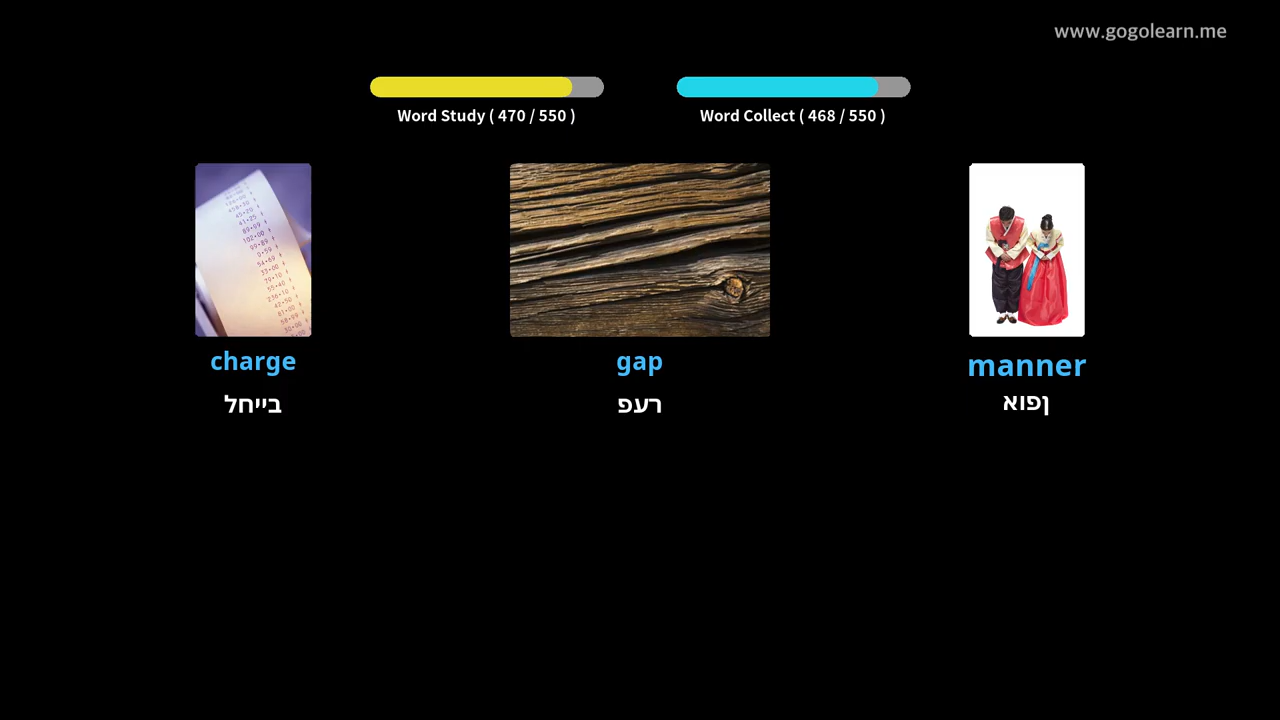 www.gogolearn.me
Word Study ( 470 / 550 )
Word Collect ( 468 / 550 )
charge
gap
manner
בייחל
רעפ
ןפוא